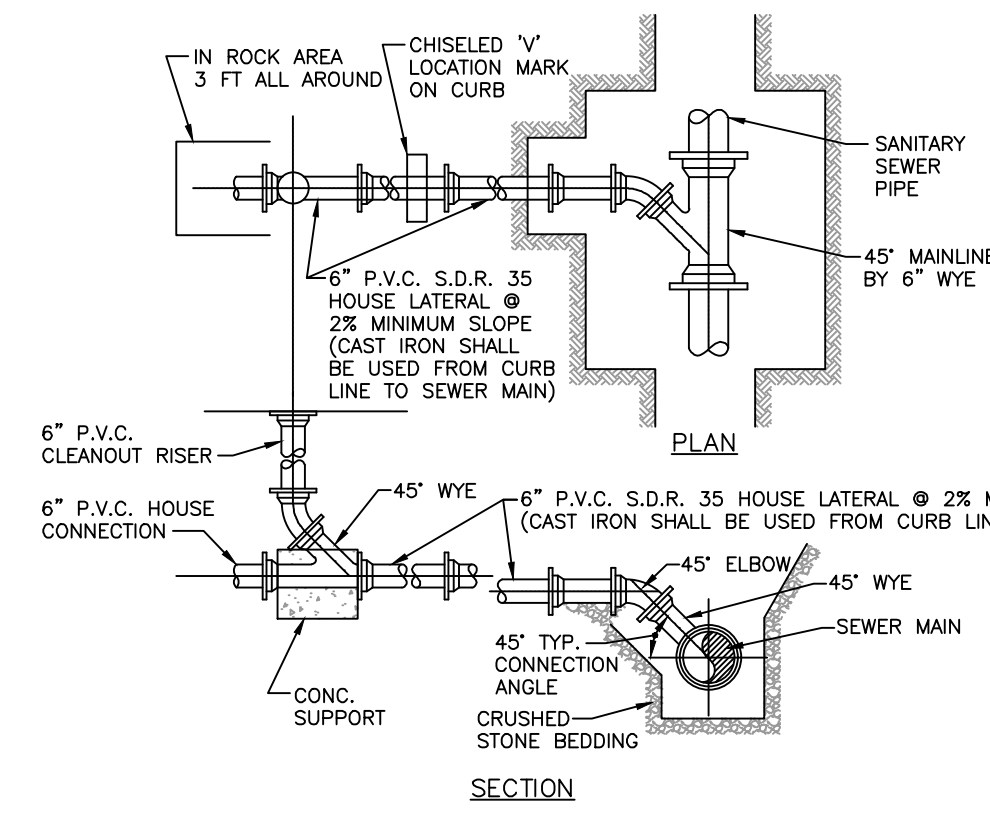 IN ROCK AREA
3 FT ALL AROUND
CHISELED 'V'
LOCATION MARK
ON CURB
SANITARY
SEWER
PIPE
45° MAINLINE
BY 6" WYE
6" P.V.C. S.D.R. 35
HOUSE LATERAL @
2% MINIMUM SLOPE
(CAST IRON SHALL
BE USED FROM CURB
LINE TO SEWER MAIN)
PLAN
6" P.V.C.
CLEANOUT RISER
6" P.V.C. HOUSE
CONNECTION
45° WYE
6" P.V.C. S.D.R. 35 HOUSE LATERAL @ 2%
(CAST IRON SHALL BE USED FROM CURB
45° ELBOW
45° WYE
SEWER MAIN
45° TYP.
CONNECTION
ANGLE
CONC.
SUPPORT
CRUSHED
STONE BEDDING
SECTION